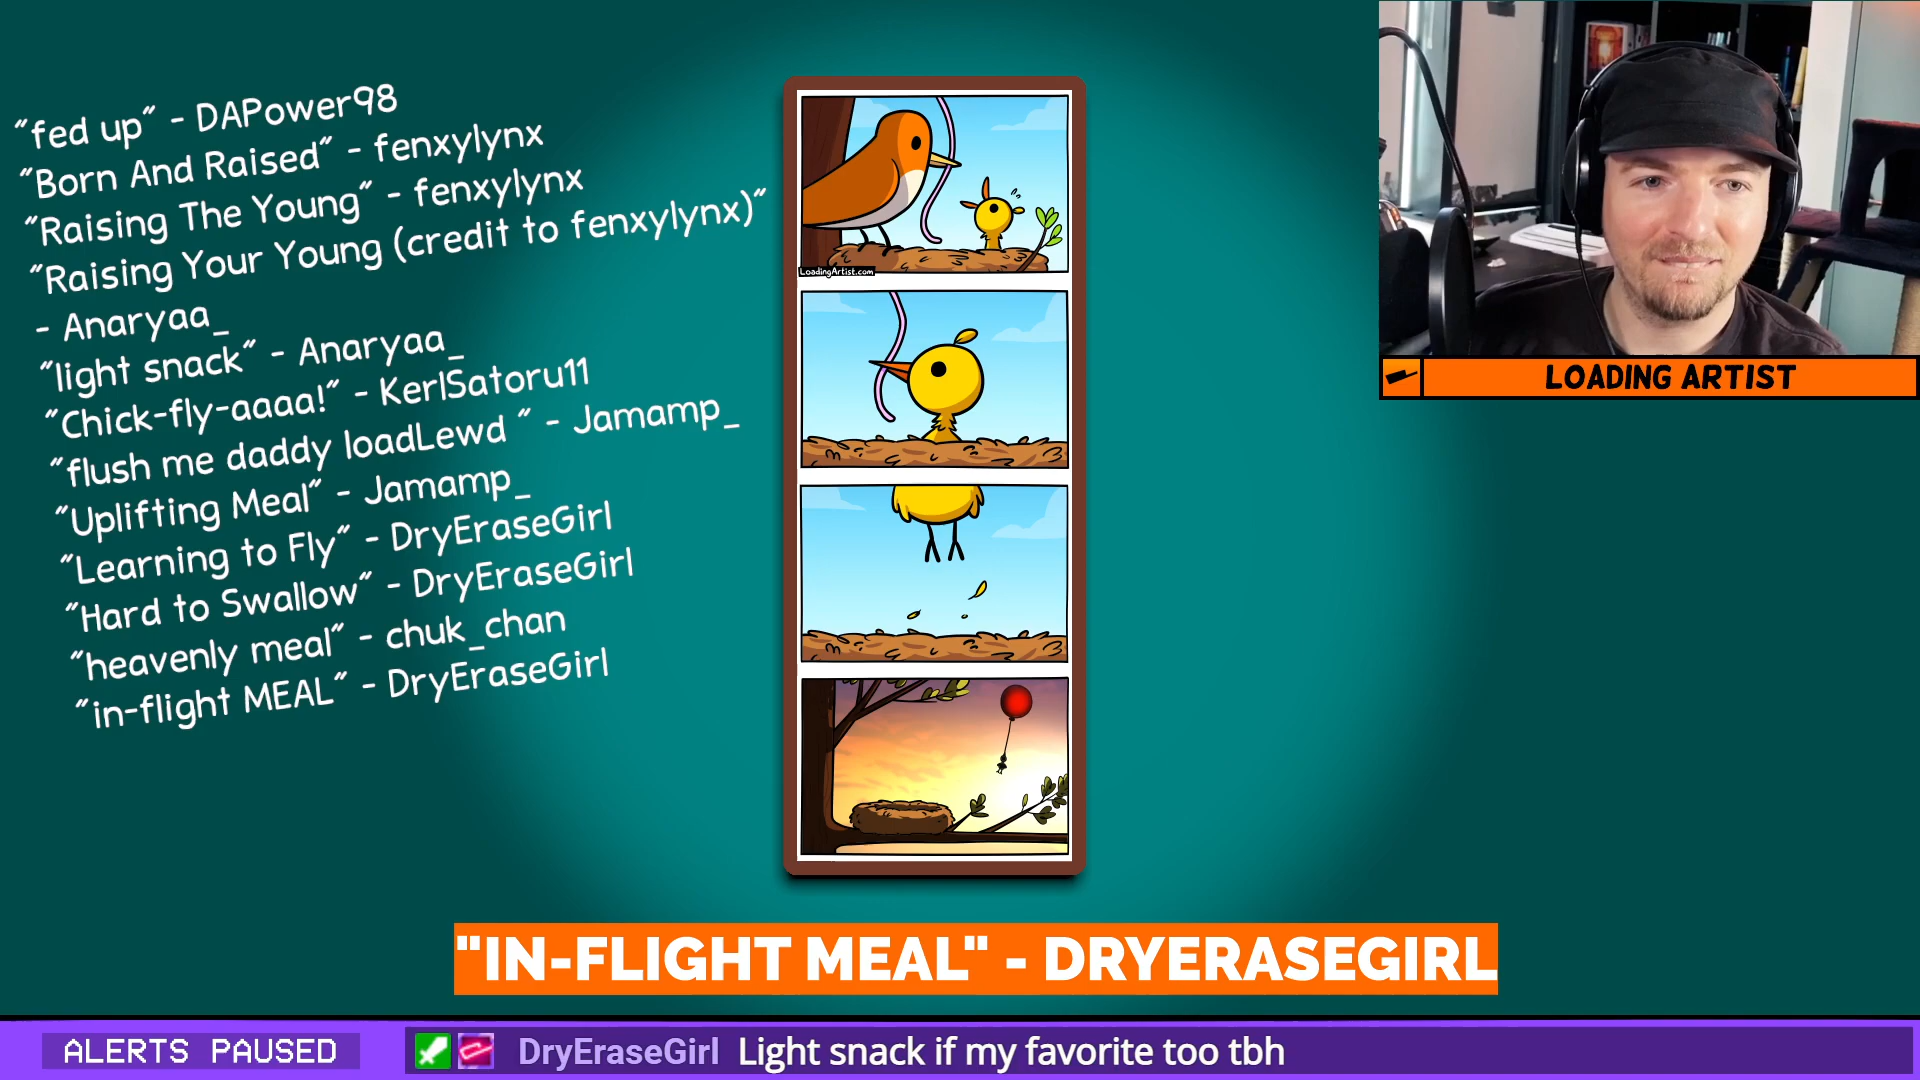 "fed up" - DAPower98
"Born And Raised" - fenxylynx
"Raising The Young" - fenxylynx
"Raising Your Young (credit to fenxylynx)"
- Anaryaa_
"light snack" - Anaryaa_
"Chick-fly-aaaa!" - KerlSatoru11
"flush me daddy loadLewd " - Jamamp_
"Uplifting Meal" - Jamamp_
"Learning to Fly" - DryEraseGirl
"Hard to Swallow" - DryEraseGirl
"heavenly meal" - chuk_chan
"in-flight MEAL" - DryEraseGirl
LoadingArtist.com
LOADING ARTIST
"IN-FLIGHT MEAL" - DRYERASEGIRL
ALERTS PAUSED
DryEraseGirl Light snack if my favorite too tbh